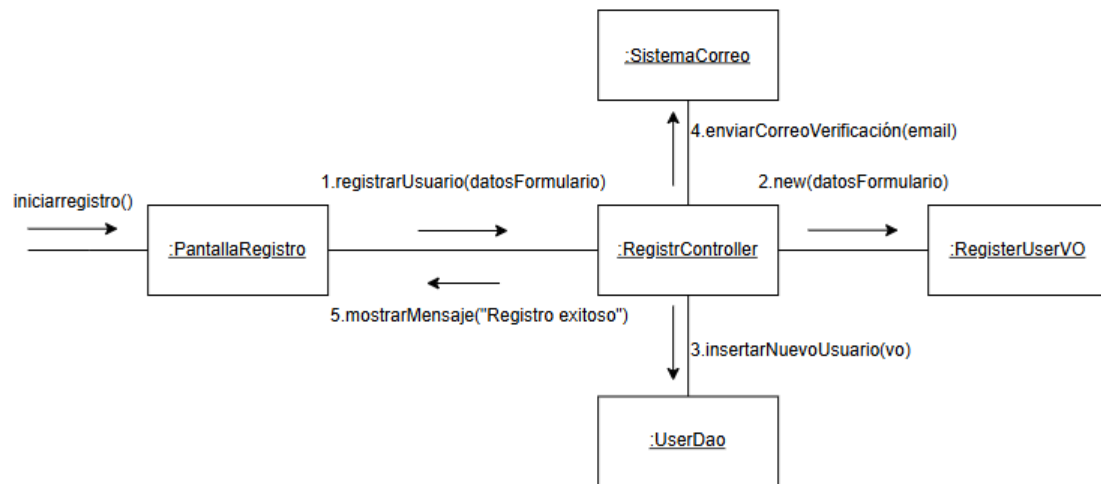 :SistemaCorreo
4.enviarCorreoVerificación(email)
1.registrarUsuario(datosFormulario)
2.new(datosFormulario)
iniciarregistro()
:PantallaRegistro
:RegistrController
:RegisterUserVO
5.mostrarMensaje("Registro exitoso")
3.insertarNuevoUsuario(vo)
:UserDao